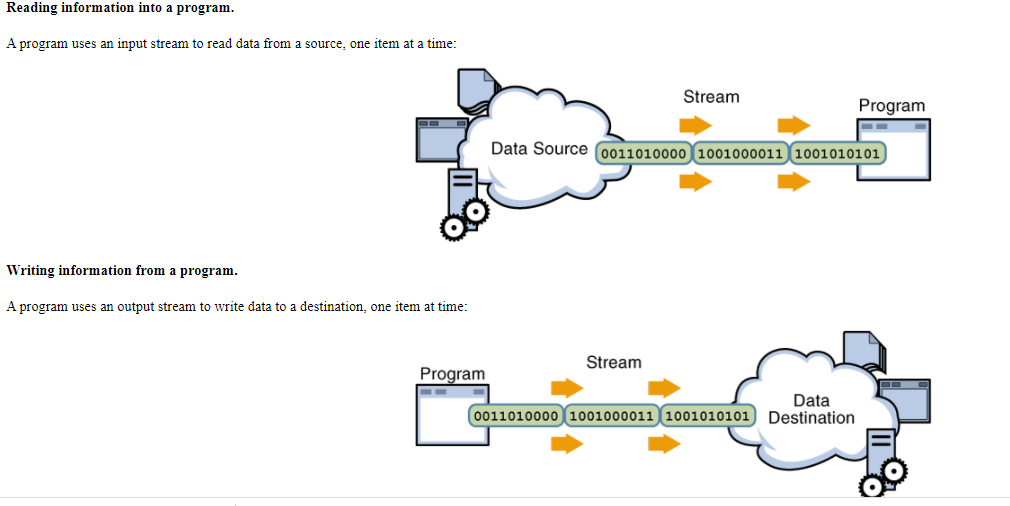 Reading information into a program.
A program uses an input stream to read data from a source, one item at a time:
Stream
Program
Data Source
0011010000 1001000011 1001010101
Writing information from a program.
A program uses an output stream to write data to a destination, one item at time:
Stream
Program
0011010000 1001000011 1001010101
Data
Destination